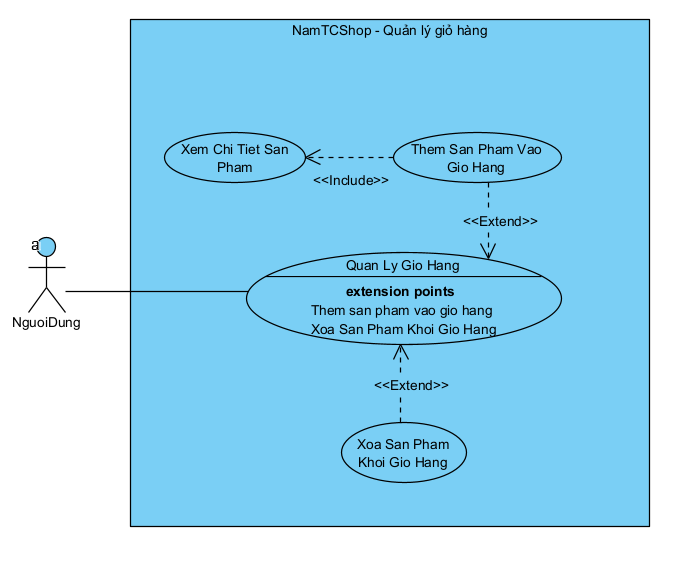 NamTCShop - Quản lý giỏ hàng
Xem Chi Tiet San
Pham
Them San Pham Vao
Gio Hang
<<Include>>
<<Extend>>
a
NguoiDung
Quan Ly Gio Hang
extension points
Them san pham vao gio hang
Xoa San Pham Khoi Gio Hang
<<Extend>>
Xoa San Pham
Khoi Gio Hang